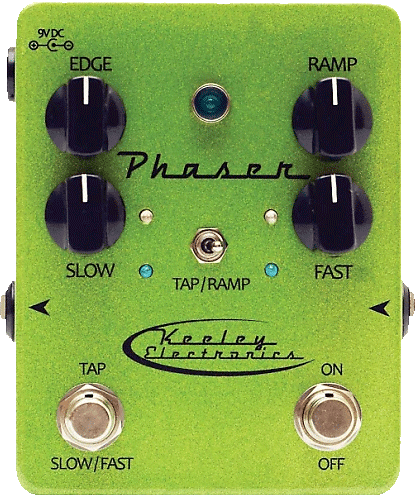 9V DC
EDGE
RAMP
Phaser
SLOW
TAP/RAMP
FAST
Keeley
Electronics
TAP
ON
SLOW/FAST
OFF